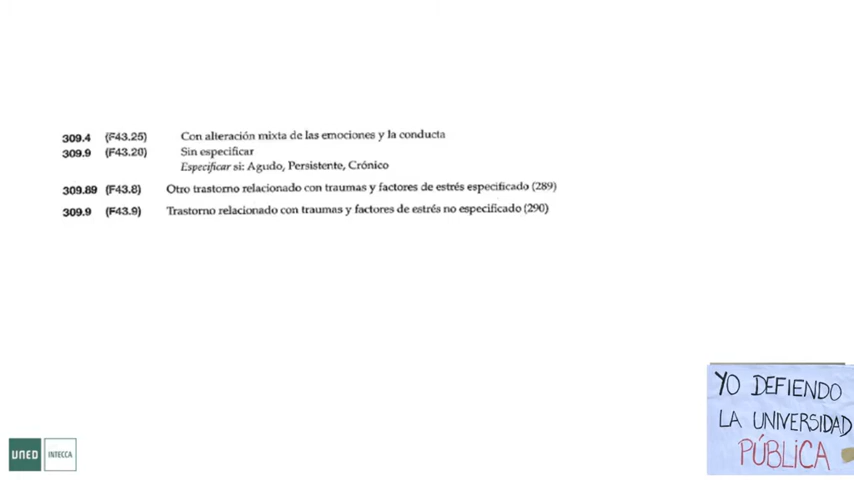 309.4 (F43.25) Con alteración mixta de las emociones y la conducta
309.9 (F43.20) Sin especificar
Especificar si: Agudo, Persistente, Crónico
309.89 (F43.8) Otro trastorno relacionado con traumas y factores de estrés especificado (289)
309.9 (F43.9) Trastorno relacionado con traumas y factores de estrés no especificado (290)
YO DEFIENDO
LA UNIVERSIDAD
PÚBLICA
UNED INTECCA